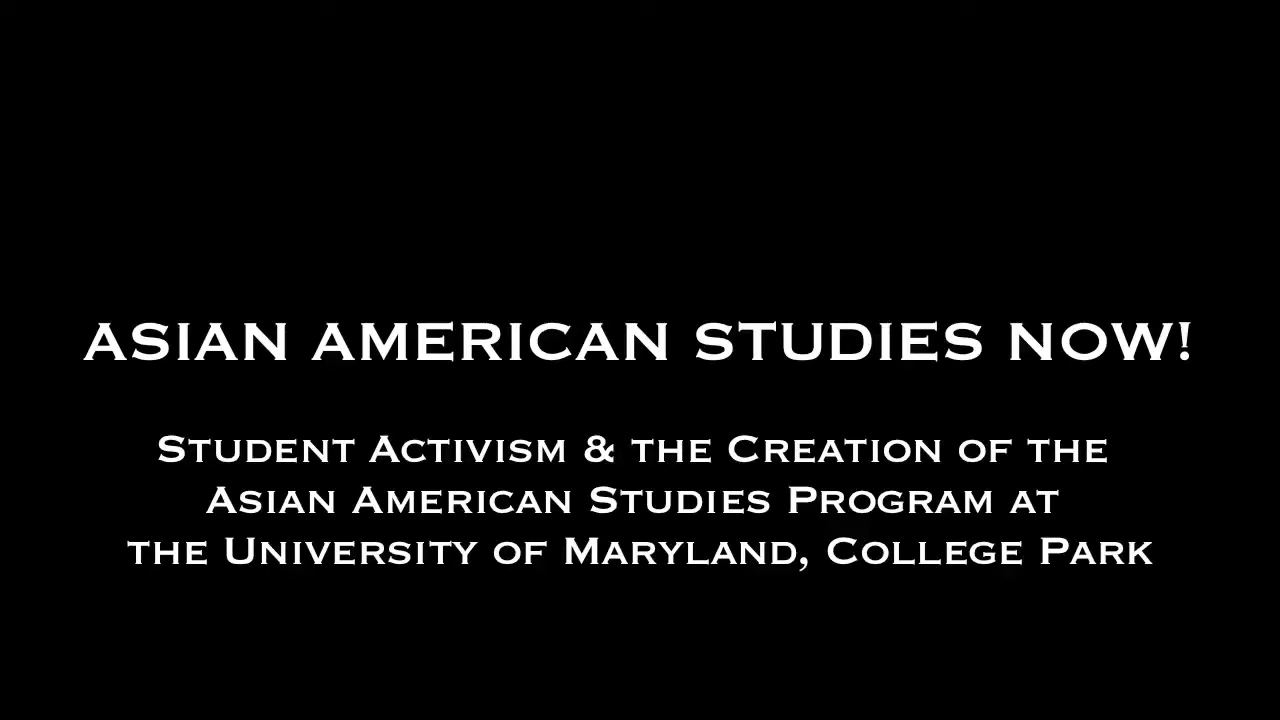 ASIAN AMERICAN STUDIES NOW!
Student Activism & the Creation of the
Asian American Studies Program at
the University of Maryland, College Park